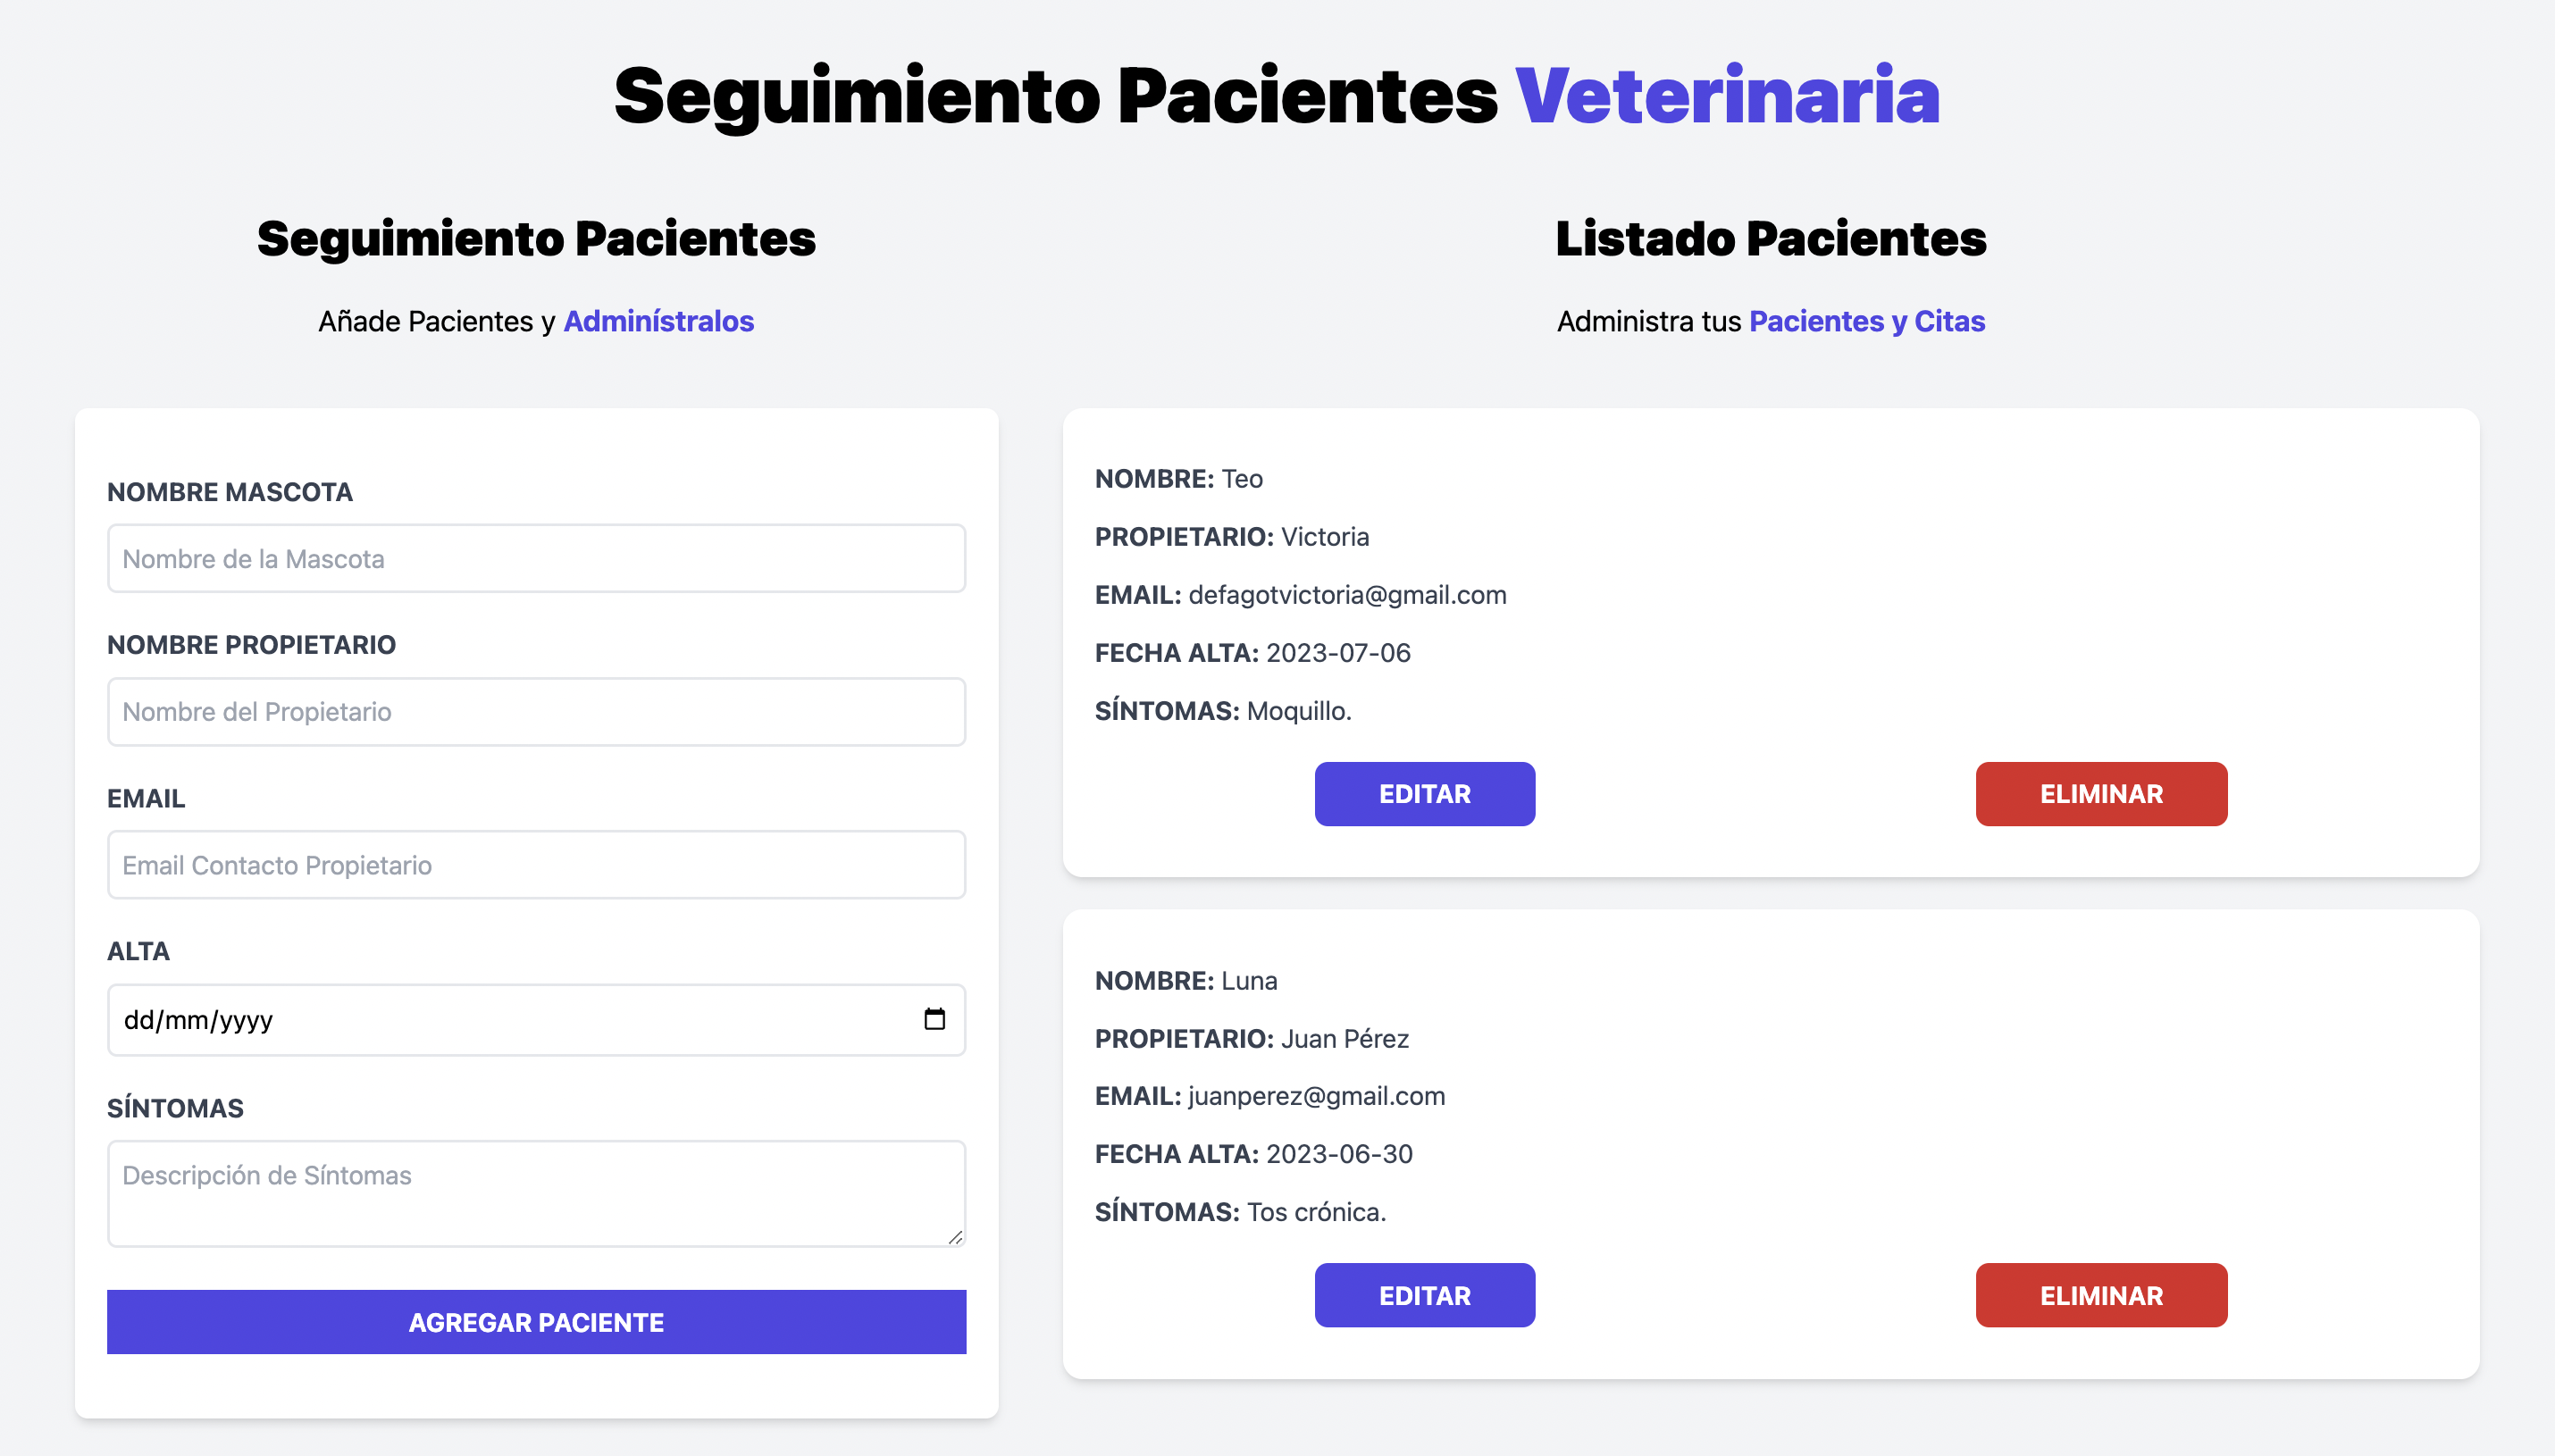 Seguimiento Pacientes Veterinaria
Seguimiento Pacientes
Añade Pacientes y Adminístralos
NOMBRE MASCOTA
Nombre de la Mascota
NOMBRE PROPIETARIO
Nombre del Propietario
EMAIL
Email Contacto Propietario
ALTA
dd/mm/yyyy
SÍNTOMAS
Descripción de Síntomas
AGREGAR PACIENTE
Listado Pacientes
Administra tus Pacientes y Citas
NOMBRE: Teo
PROPIETARIO: Victoria
EMAIL: defagotvictoria@gmail.com
FECHA ALTA: 2023-07-06
SÍNTOMAS: Moquillo.
EDITAR
ELIMINAR
NOMBRE: Luna
PROPIETARIO: Juan Pérez
EMAIL: juanperez@gmail.com
FECHA ALTA: 2023-06-30
SÍNTOMAS: Tos crónica.
EDITAR
ELIMINAR